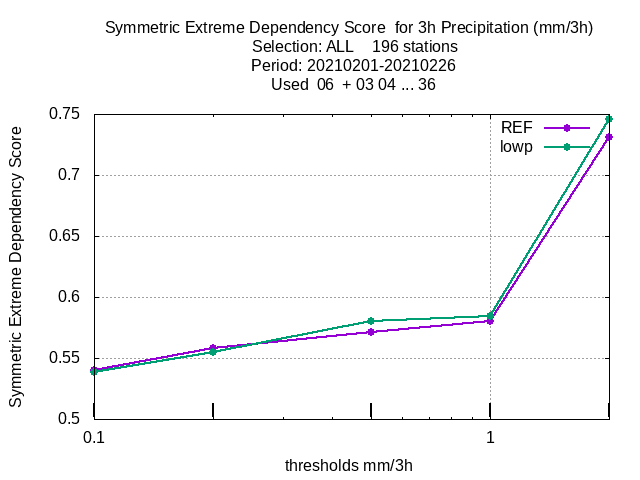 Symmetric Extreme Dependency Score  for 3h Precipitation (mm/3h)
Selection: ALL    196 stations
Period: 20210201-20210226
Used  06  + 03 04 ... 36
Symmetric Extreme Dependency Score
0.75
0.7
0.65
0.6
0.55
0.5
REF
lowp
0.1
1
thresholds mm/3h